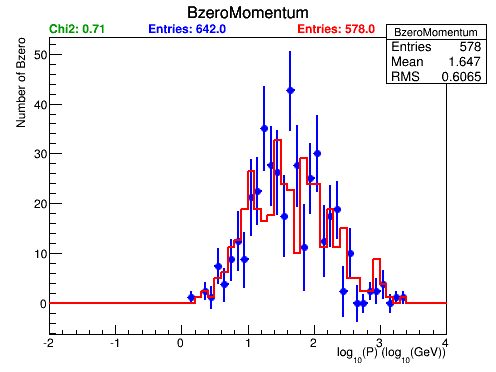 BzeroMomentum
Chi2: 0.71 Entries: 642.0 Entries: 578.0
BzeroMomentum
Entries 578
Mean 1.647
RMS 0.6065
Number of Bzero
50
40
30
20
10
0
-2 -1 0 1 2 3 4
log10(P) (log10(GeV))